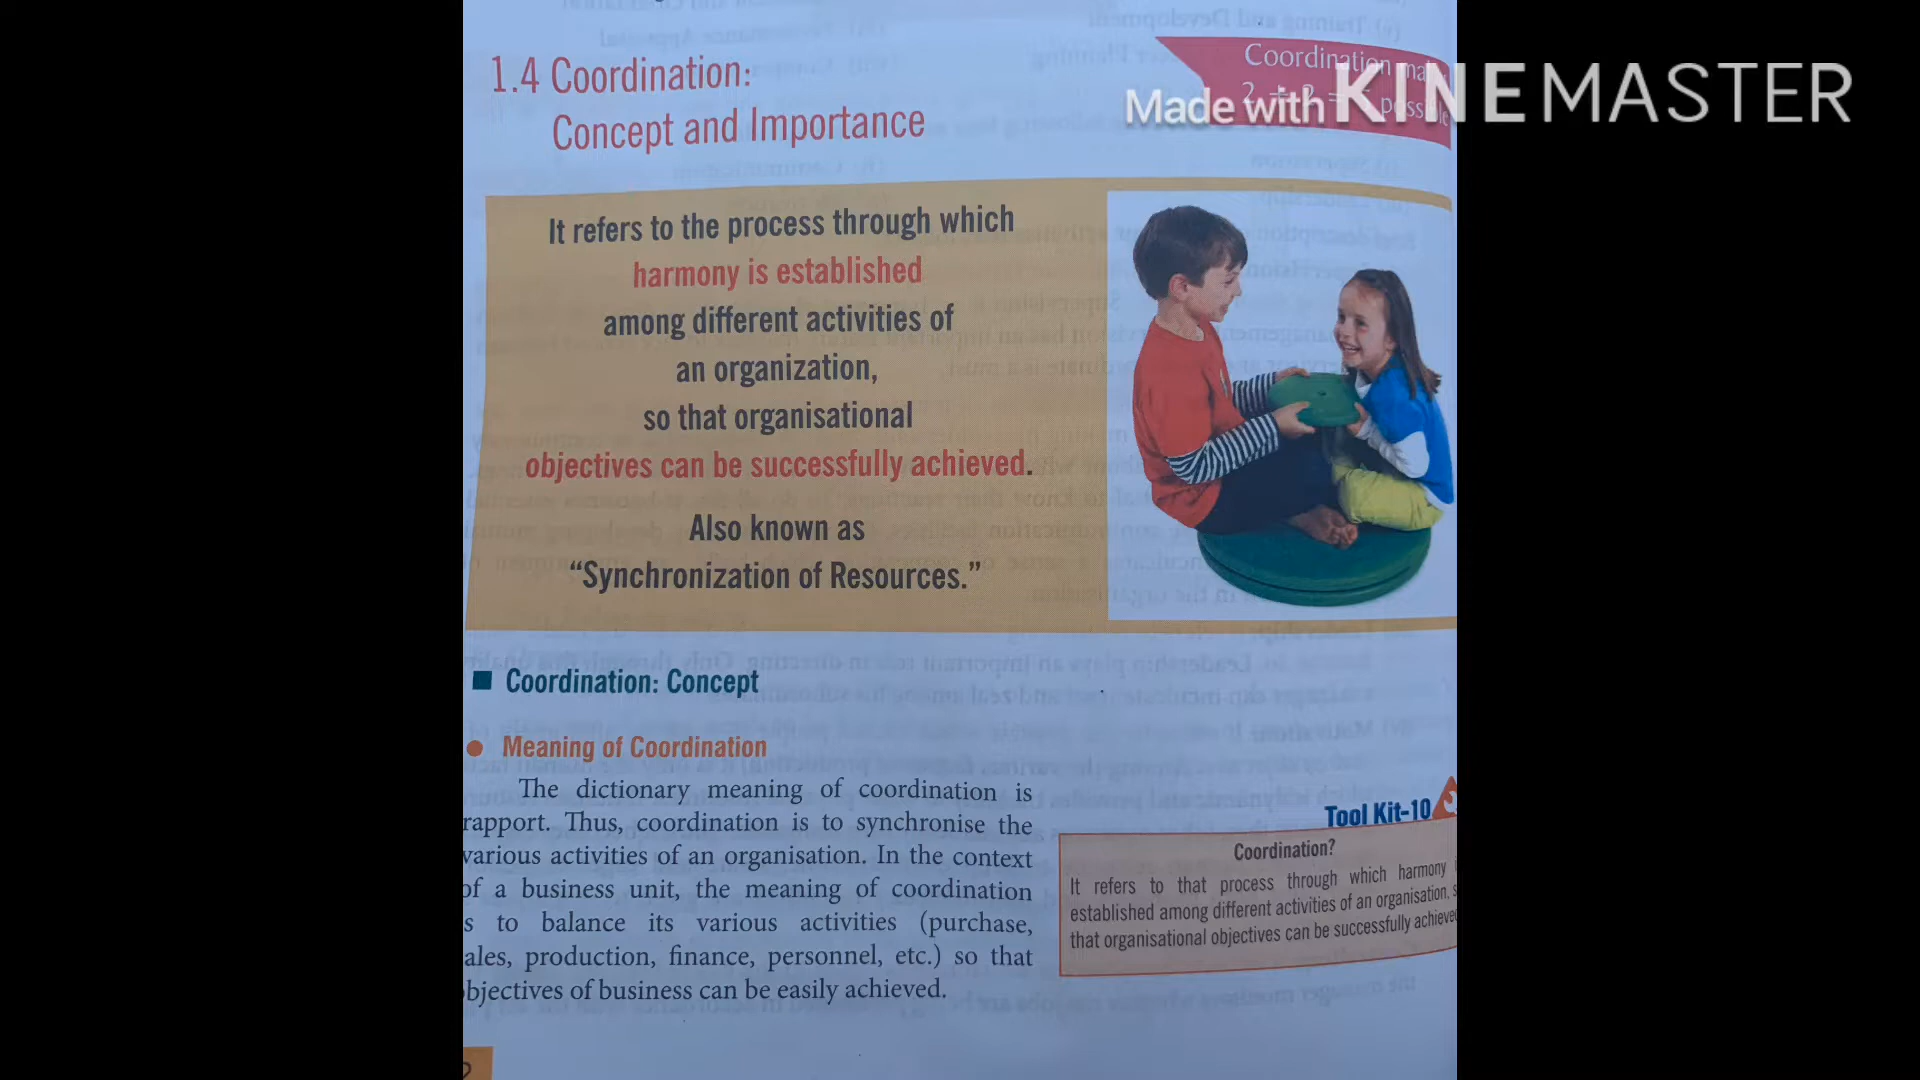 1.4 Coordination:
Concept and Importance
Coordination
2
Made with KINEMASTER
It refers to the process through which
harmony is established
among different activities of
an organization,
so that organisational
objectives can be successfully achieved.
Also known as
“Synchronization of Resources.”
Coordination: Concept
Meaning of Coordination
The dictionary meaning of coordination is
rapport. Thus, coordination is to synchronise the
various activities of an organisation. In the context
of a business unit, the meaning of coordination
s to balance its various activities (purchase,
ales, production, finance, personnel, etc.) so that
bjectives of business can be easily achieved.
Tool Kit-10
Coordination?
It refers to that process through which harmony
established among different activities of an organisation. s
that organisational objectives can be successfully achieve